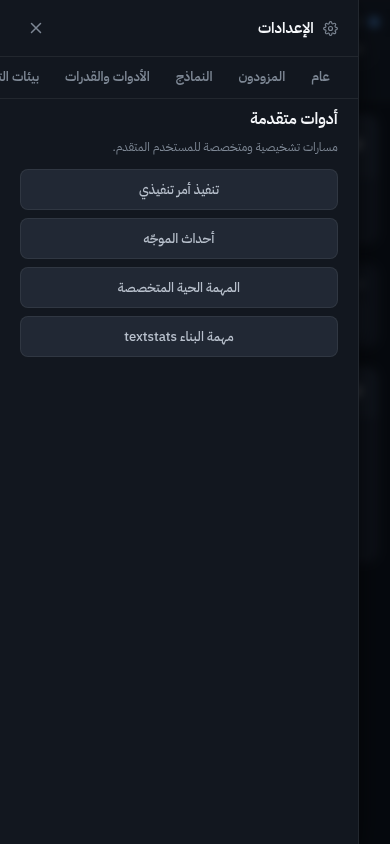 الإعدادات
عام المزودون النماذج الأدوات والقدرات بيئات
أدوات متقدمة
مسارات تشخيصية ومتخصصة للمستخدم المتقدم.
تنفيذ أمر تنفيذي
أحداث الموجّه
المهمة الحية المتخصصة
مهمة البناء textstats